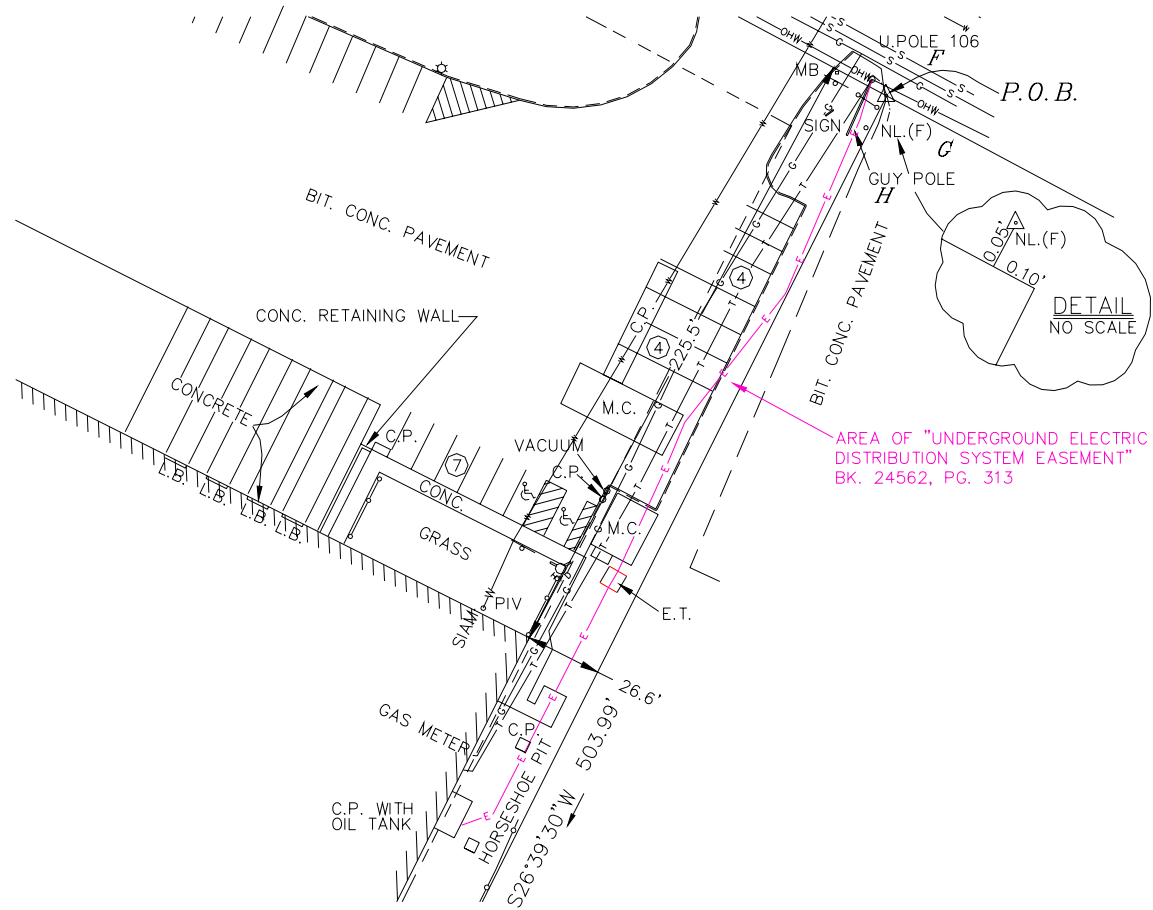 U.POLE 106
F
MB
OHW
OHW
OHW
S
S
S
S
S
S
G
G
W
P.O.B.
SIGN
NL.(F)
G
GUY POLE
H
BIT. CONC. PAVEMENT
BIT. CONC. PAVEMENT
0.05'
NL.(F)
0.10'
DETAIL
NO SCALE
4
C.P.
4
225.5'
CONC. RETAINING WALL
CONCRETE
M.C.
C.P.
VACUUM
C.P.
AREA OF "UNDERGROUND ELECTRIC
DISTRIBUTION SYSTEM EASEMENT"
BK. 24562, PG. 313
7
CONC.
L.B.
L.B.
L.B.
L.B.
GRASS
M.C.
PIV
SIAM
E.T.
26.6'
GAS METER
C.P.
HORSESHOE PIT
503.99'
C.P. WITH
OIL TANK
S26°39'30"W